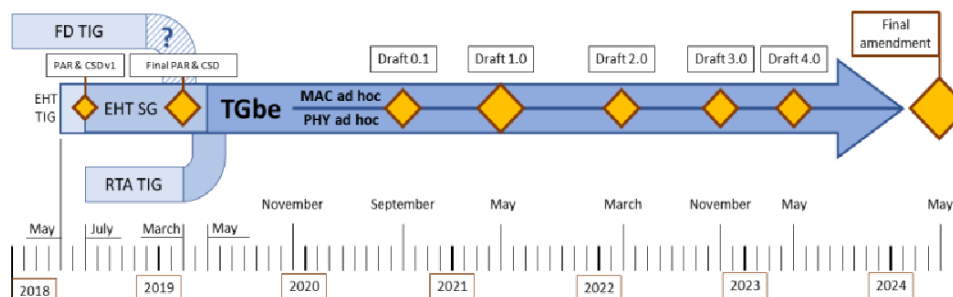 FD TIG
?
Final amendment
PAR & CSD v1
Final PAR & CSD
Draft 0.1
Draft 1.0
Draft 2.0
Draft 3.0
Draft 4.0
EHT TIG
EHT SG
TGbe
MAC ad hoc
PHY ad hoc
RTA TIG
May
July
March
May
November
September
May
March
November
May
May
2018
2019
2020
2021
2022
2023
2024